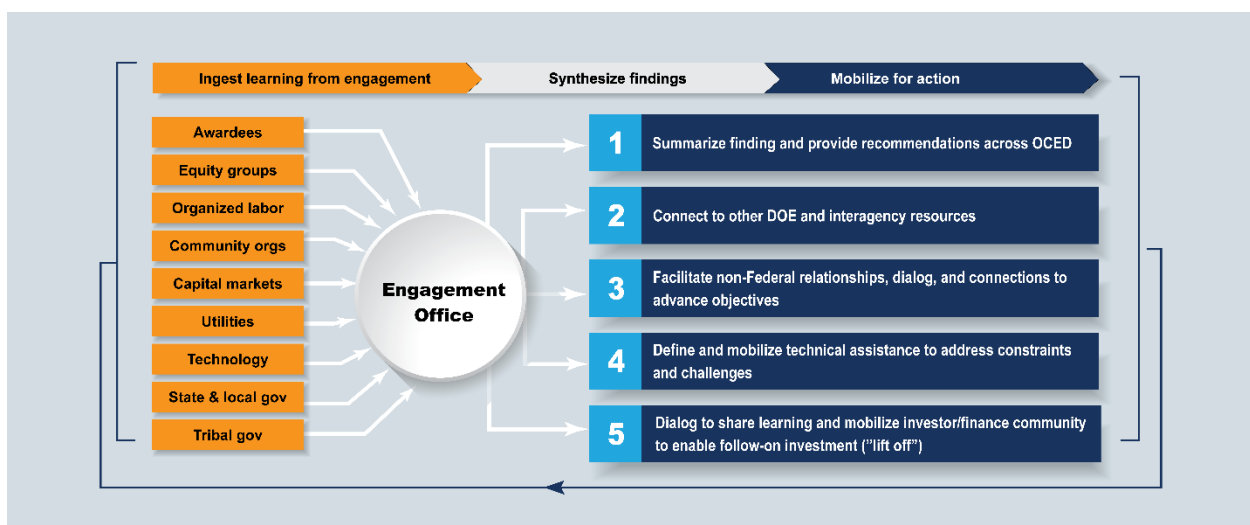 Ingest learning from engagement
Synthesize findings
Mobilize for action
Awardees
Equity groups
Organized labor
Community orgs
Capital markets
Utilities
Technology
State & local gov
Tribal gov
Engagement
Office
1
Summarize finding and provide recommendations across OCED
2
Connect to other DOE and interagency resources
3
Facilitate non-Federal relationships, dialog, and connections to
advance objectives
4
Define and mobilize technical assistance to address constraints
and challenges
5
Dialog to share learning and mobilize investor/finance community
to enable follow-on investment (”lift off”)